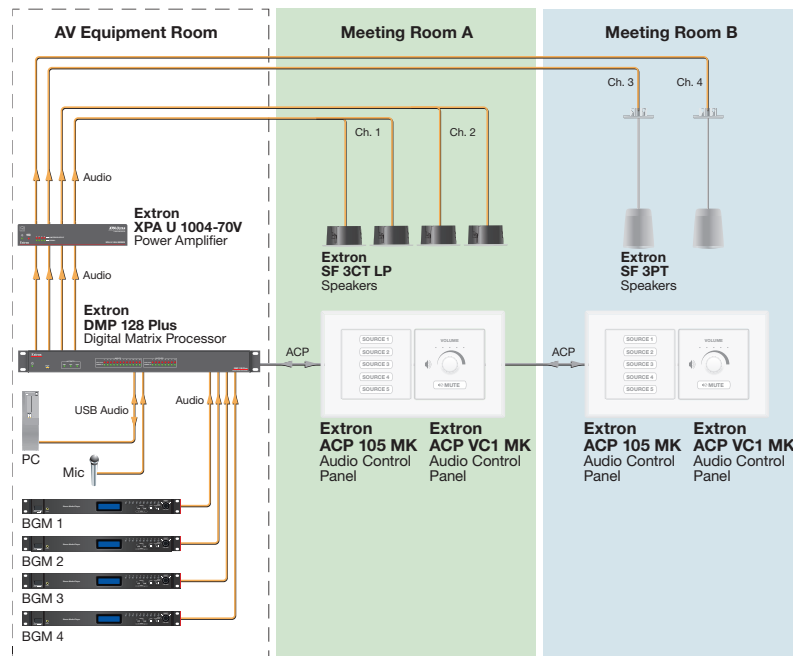 AV Equipment Room
Meeting Room A
Meeting Room B
Ch. 3
Ch. 4
Ch. 1
Ch. 2
Audio
Extron
XPA U 1004-70V
Power Amplifier
Audio
Extron
SF 3CT LP
Speakers
Extron
SF 3PT
Speakers
Extron
DMP 128 Plus
Digital Matrix Processor
ACP
SOURCE 1
SOURCE 2
SOURCE 3
SOURCE 4
SOURCE 5
VOLUME
MUTE
ACP
SOURCE 1
SOURCE 2
SOURCE 3
SOURCE 4
SOURCE 5
VOLUME
MUTE
USB Audio
Audio
PC
Mic
Extron
ACP 105 MK
Audio Control
Panel
Extron
ACP VC1 MK
Audio Control
Panel
Extron
ACP 105 MK
Audio Control
Panel
Extron
ACP VC1 MK
Audio Control
Panel
BGM 1
BGM 2
BGM 3
BGM 4